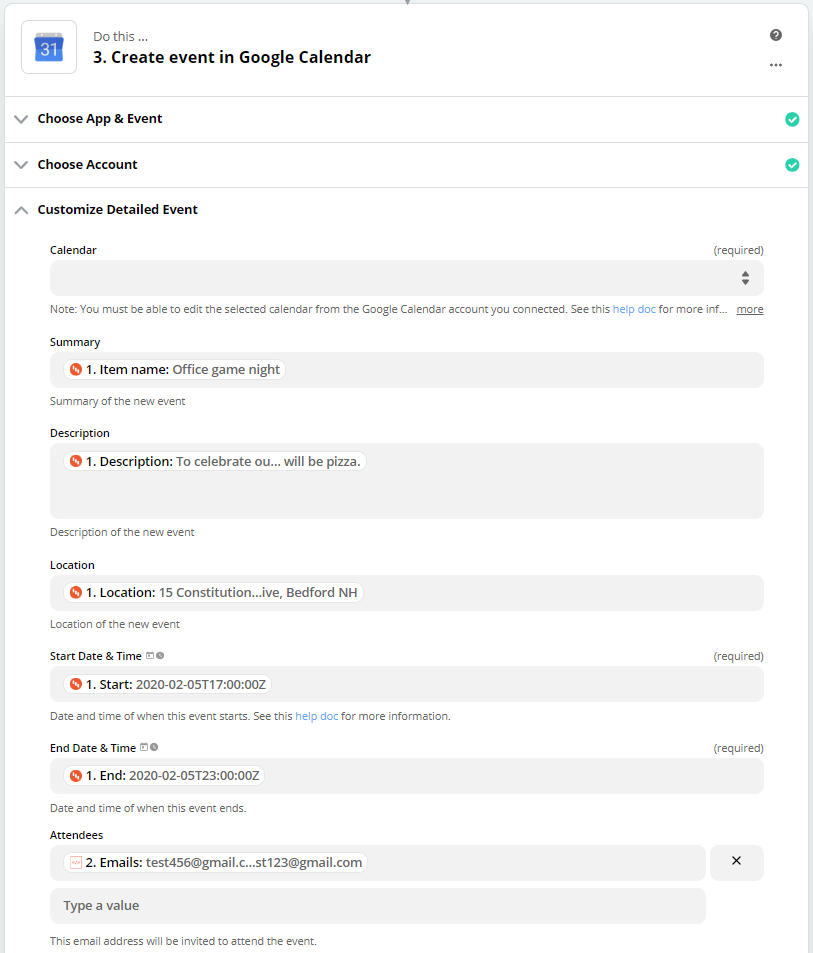 31
Do this ...
3. Create event in Google Calendar
Choose App & Event
Choose Account
Customize Detailed Event
Calendar (required)
Note: You must be able to edit the selected calendar from the Google Calendar account you connected. See this help doc for more inf... more
Summary
1. Item name: Office game night
Summary of the new event
Description
1. Description: To celebrate ou... will be pizza.
Description of the new event
Location
1. Location: 15 Constitution...ive, Bedford NH
Location of the new event
Start Date & Time (required)
1. Start: 2020-02-05T17:00:00Z
Date and time of when this event starts. See this help doc for more information.
End Date & Time (required)
1. End: 2020-02-05T23:00:00Z
Date and time of when this event ends.
Attendees
2. Emails: test456@gmail.c...st123@gmail.com
Type a value
This email address will be invited to attend the event.